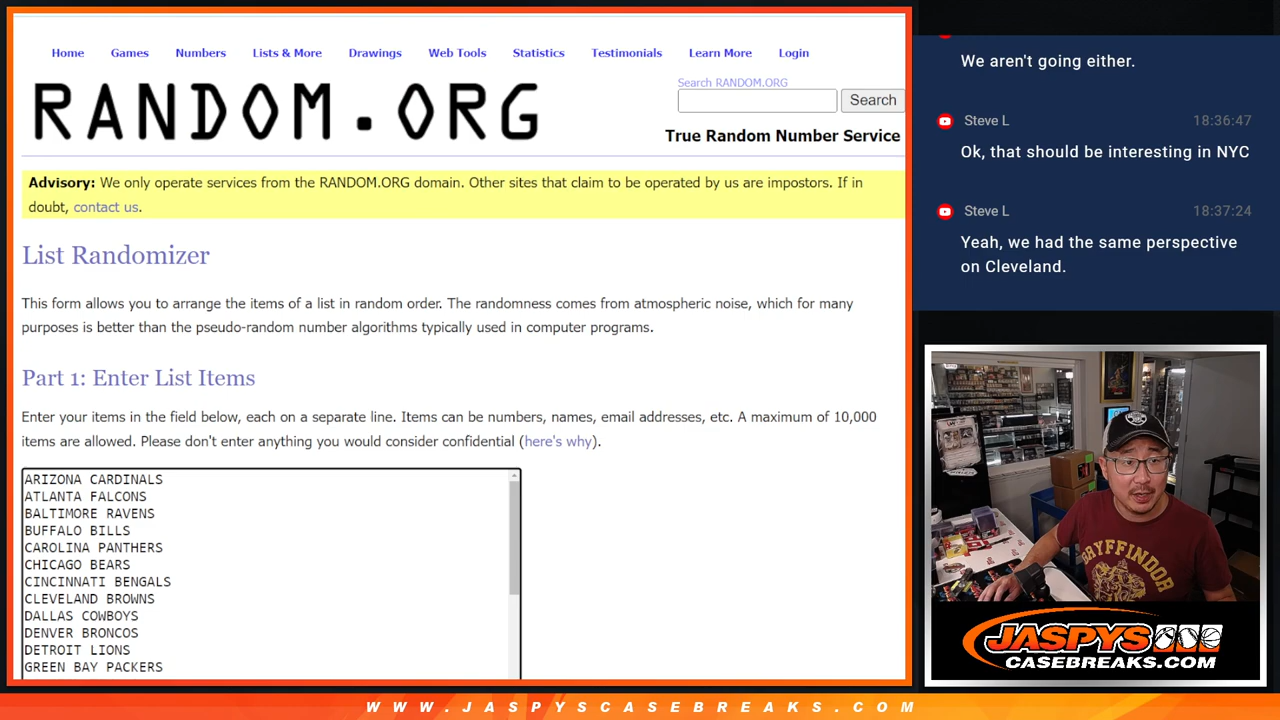 Home Games Numbers Lists & More Drawings Web Tools Statistics Testimonials Learn More Login
RANDOM.ORG
Search RANDOM.ORG
Search
True Random Number Service
Advisory: We only operate services from the RANDOM.ORG domain. Other sites that claim to be operated by us are impostors. If in
doubt, contact us.
List Randomizer
This form allows you to arrange the items of a list in random order. The randomness comes from atmospheric noise, which for many
purposes is better than the pseudo-random number algorithms typically used in computer programs.
Part 1: Enter List Items
Enter your items in the field below, each on a separate line. Items can be numbers, names, email addresses, etc. A maximum of 10,000
items are allowed. Please don't enter anything you would consider confidential (here's why).
ARIZONA CARDINALS
ATLANTA FALCONS
BALTIMORE RAVENS
BUFFALO BILLS
CAROLINA PANTHERS
CHICAGO BEARS
CINCINNATI BENGALS
CLEVELAND BROWNS
DALLAS COWBOYS
DENVER BRONCOS
DETROIT LIONS
GREEN BAY PACKERS
We aren't going either.
Steve L 18:36:47
Ok, that should be interesting in NYC
Steve L 18:37:24
Yeah, we had the same perspective
on Cleveland.
GRYFFINDOR
JASPYS
CASEBREAKS.COM
WWW.JASPYSCASEBREAKS.COM